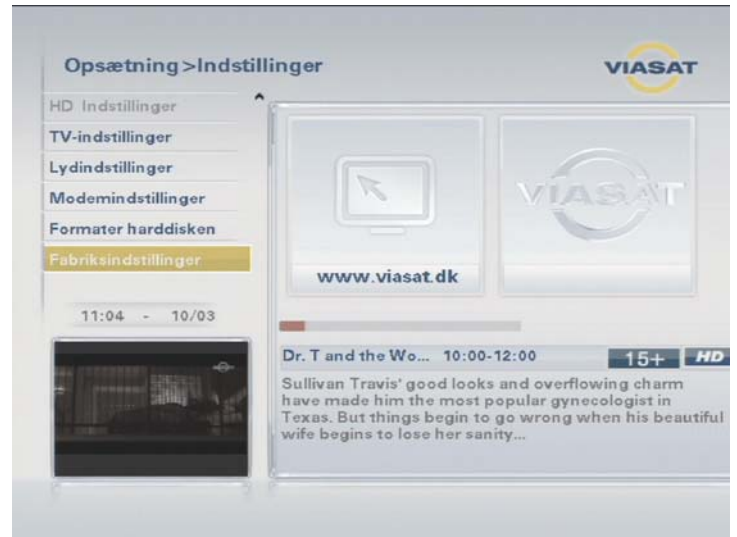 Opsætning>Indstillinger
VIASAT
HD Indstillinger
TV-indstillinger
Lydindstillinger
Modemindstillinger
Formater harddisken
Fabriksindstillinger
11:04 - 10/03
VIASAT
www.viasat.dk
Dr. T and the Wo... 10:00-12:00 15+ HD
Sullivan Travis' good looks and overflowing charm
have made him the most popular gynecologist in
Texas. But things begin to go wrong when his beautiful
wife begins to lose her sanity...